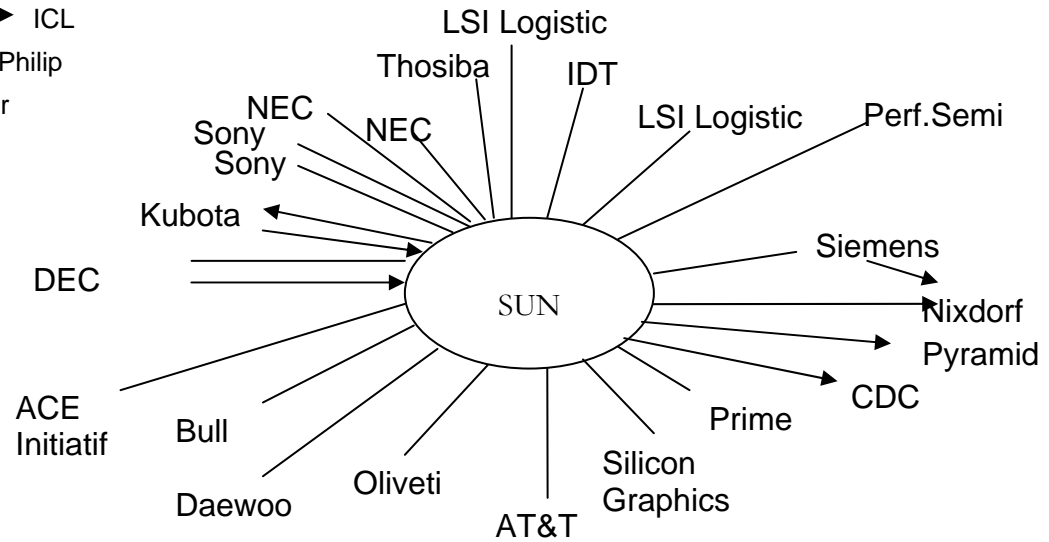 ICL
Philip
r
LSI Logistic
Thosiba
IDT
NEC
Sony
NEC
LSI Logistic
Perf.Semi
Sony
Kubota
Siemens
DEC
SUN
Nixdorf
Pyramid
ACE
Initiatif
Bull
CDC
Prime
Daewoo
Oliveti
Silicon
Graphics
AT&T